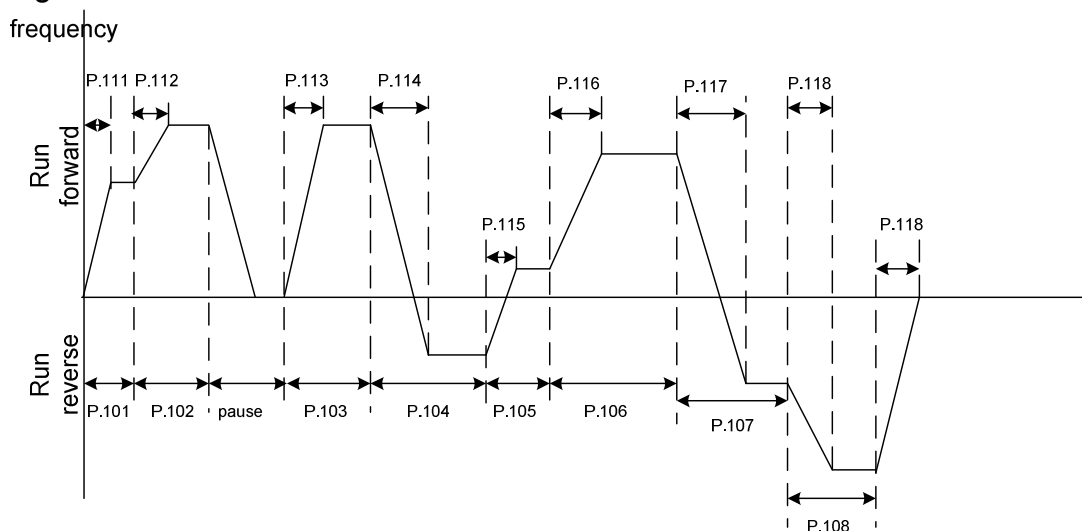 frequency
P.111
P.112
P.113
P.114
P.116
P.117
P.118
Run
forward
P.115
P.118
Run
reverse
P.101
P.102
pause
P.103
P.104
P.105
P.106
P.107
P.108